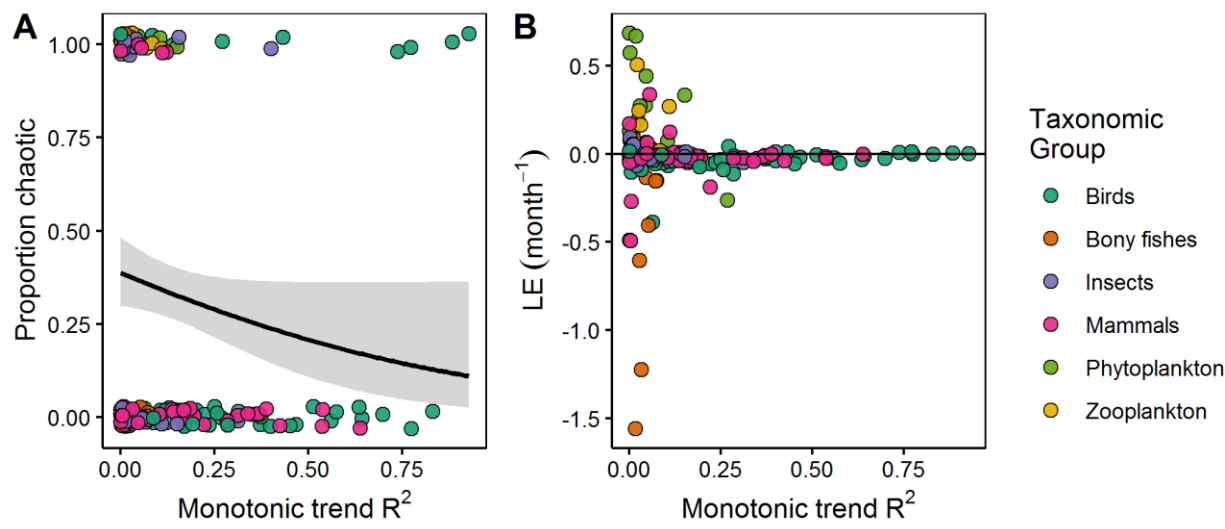 A
Proportion chaotic
1.00
0.75
0.50
0.25
0.00
0.00
0.25
0.50
0.75
Monotonic trend R²
B
LE (month⁻¹)
0.5
0.0
-0.5
-1.0
-1.5
0.00
0.25
0.50
0.75
Monotonic trend R²
Taxonomic
Group
Birds
Bony fishes
Insects
Mammals
Phytoplankton
Zooplankton